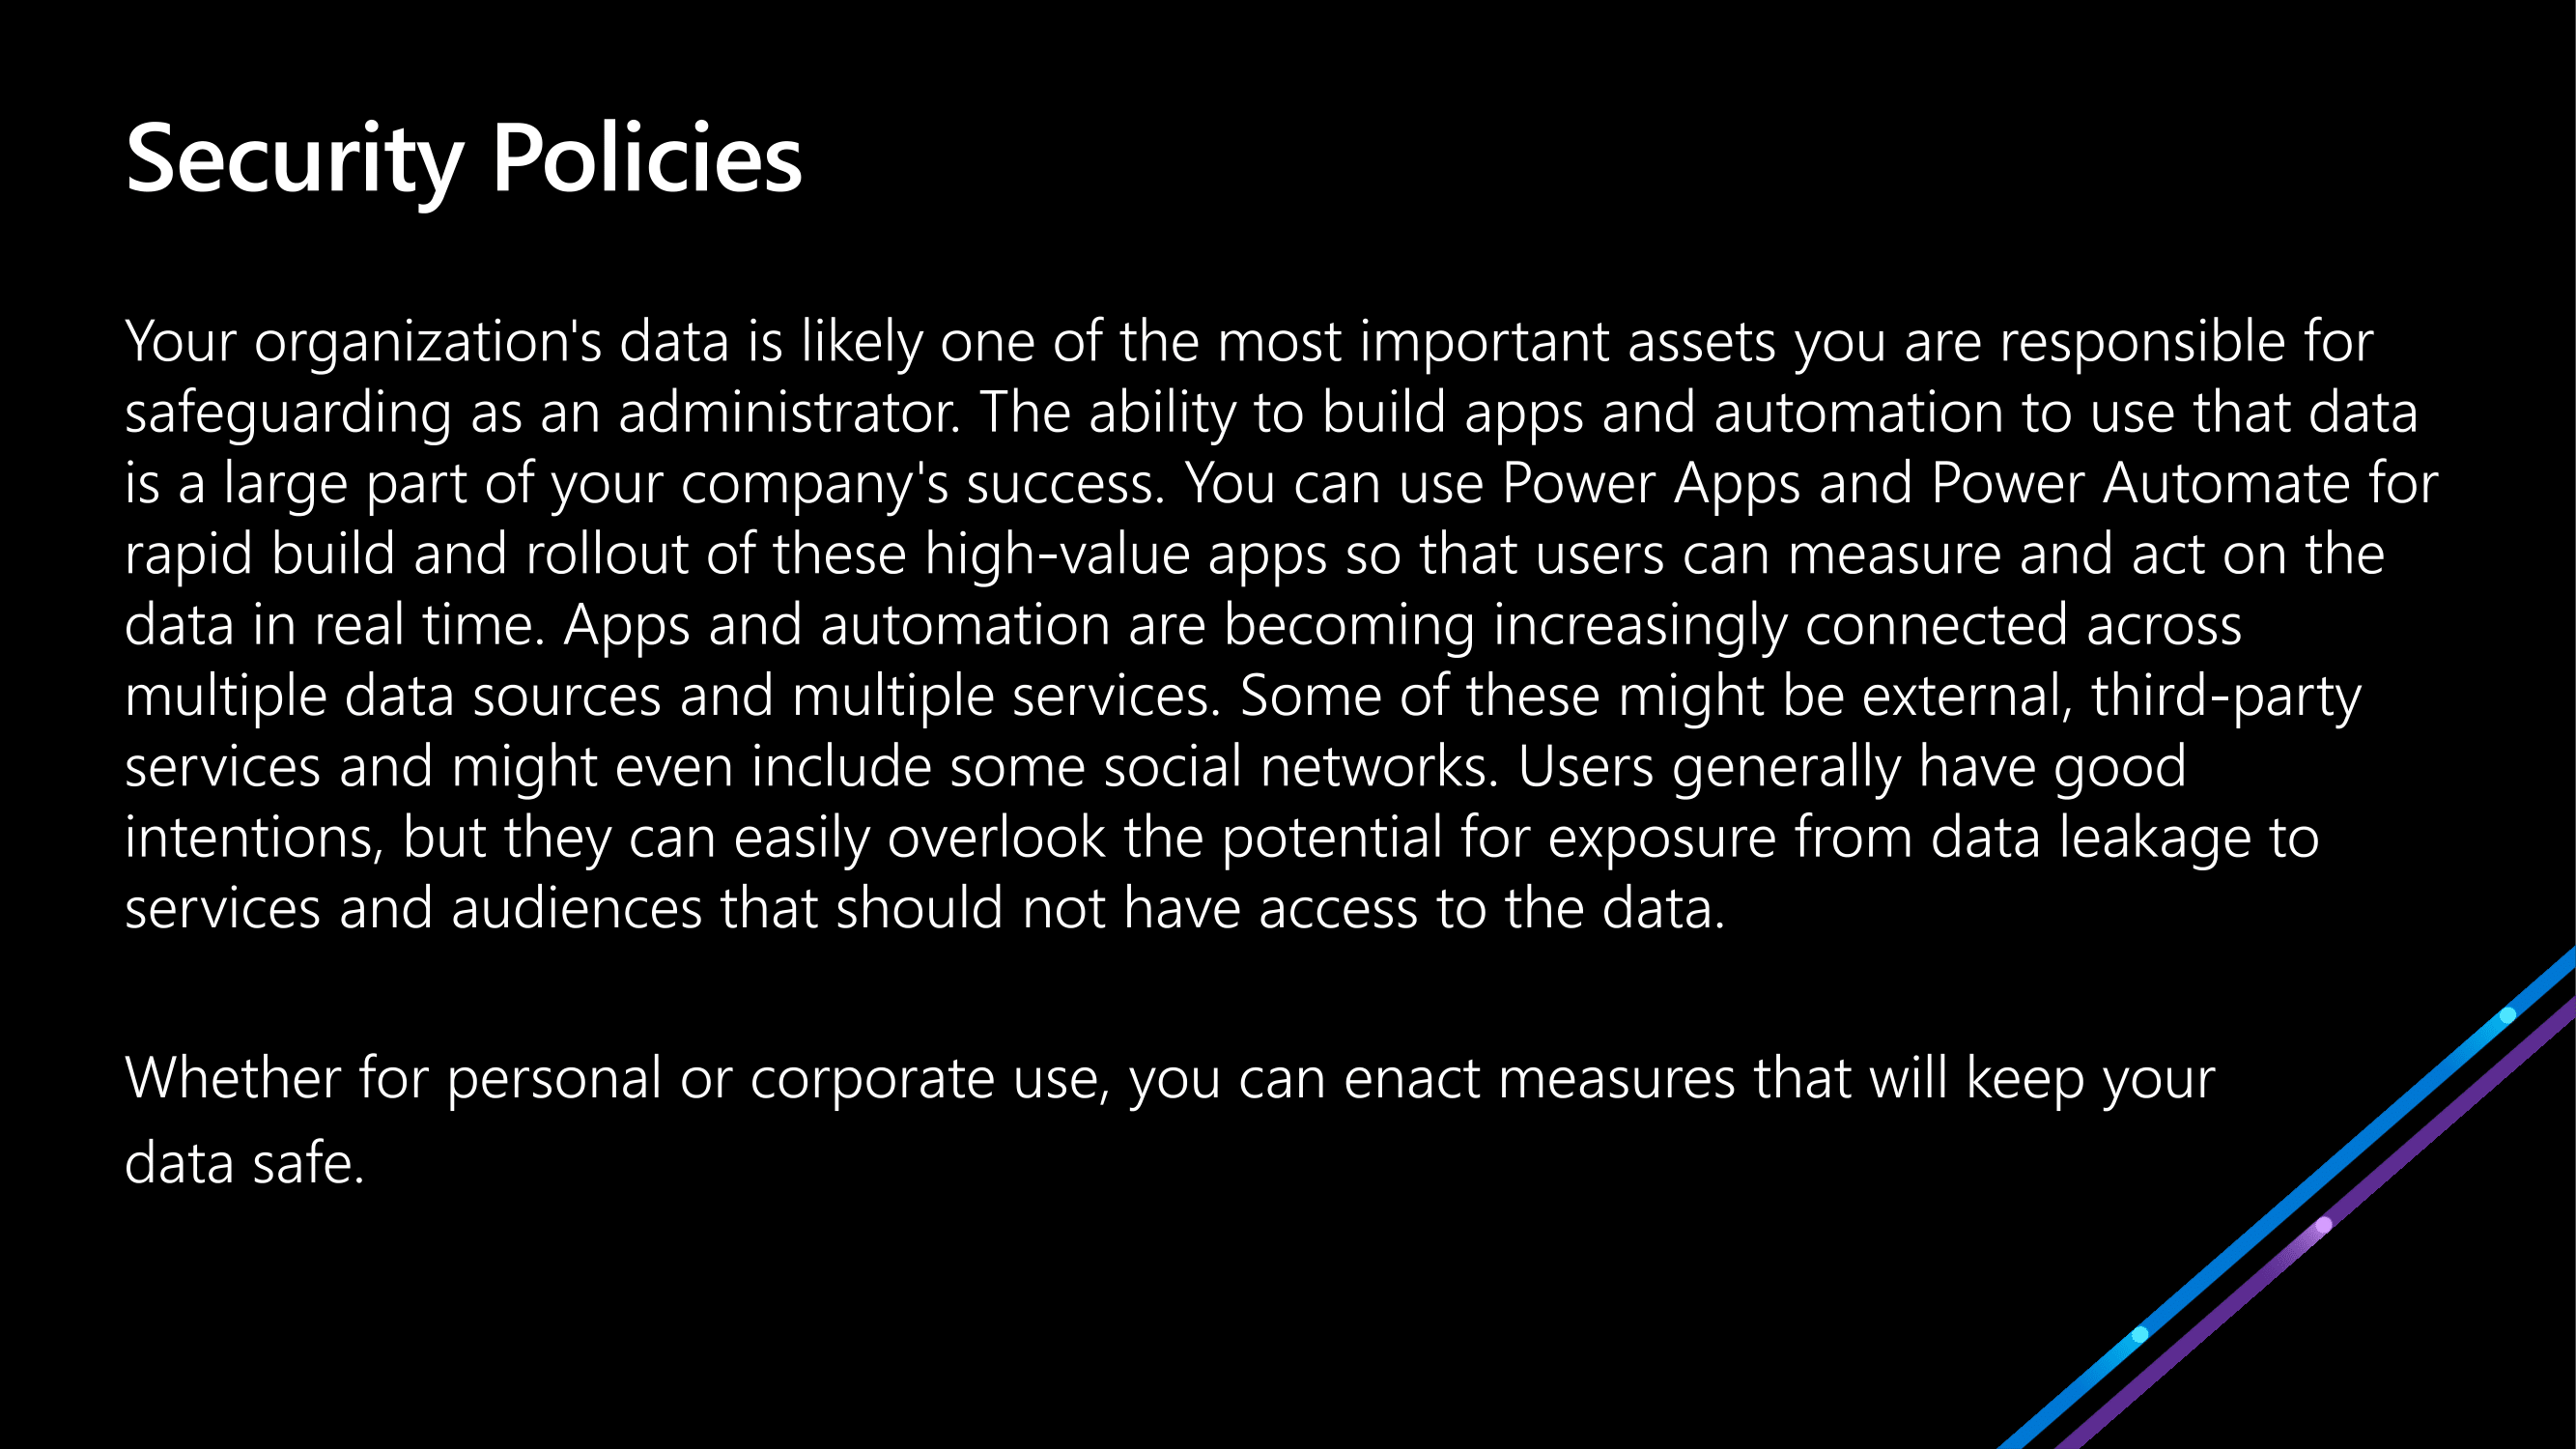 Security Policies
Your organization's data is likely one of the most important assets you are responsible for
safeguarding as an administrator. The ability to build apps and automation to use that data
is a large part of your company's success. You can use Power Apps and Power Automate for
rapid build and rollout of these high-value apps so that users can measure and act on the
data in real time. Apps and automation are becoming increasingly connected across
multiple data sources and multiple services. Some of these might be external, third-party
services and might even include some social networks. Users generally have good
intentions, but they can easily overlook the potential for exposure from data leakage to
services and audiences that should not have access to the data.
Whether for personal or corporate use, you can enact measures that will keep your
data safe.